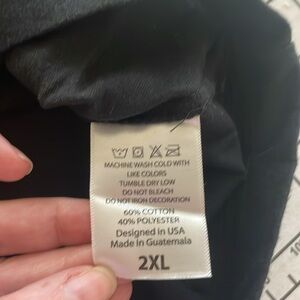 MACHINE WASH COLD WITH
LIKE COLORS
TUMBLE DRY LOW
DO NOT BLEACH
DO NOT IRON DECORATION
60% COTTON
40% POLYESTER
Designed in USA
Made in Guatemala
2XL